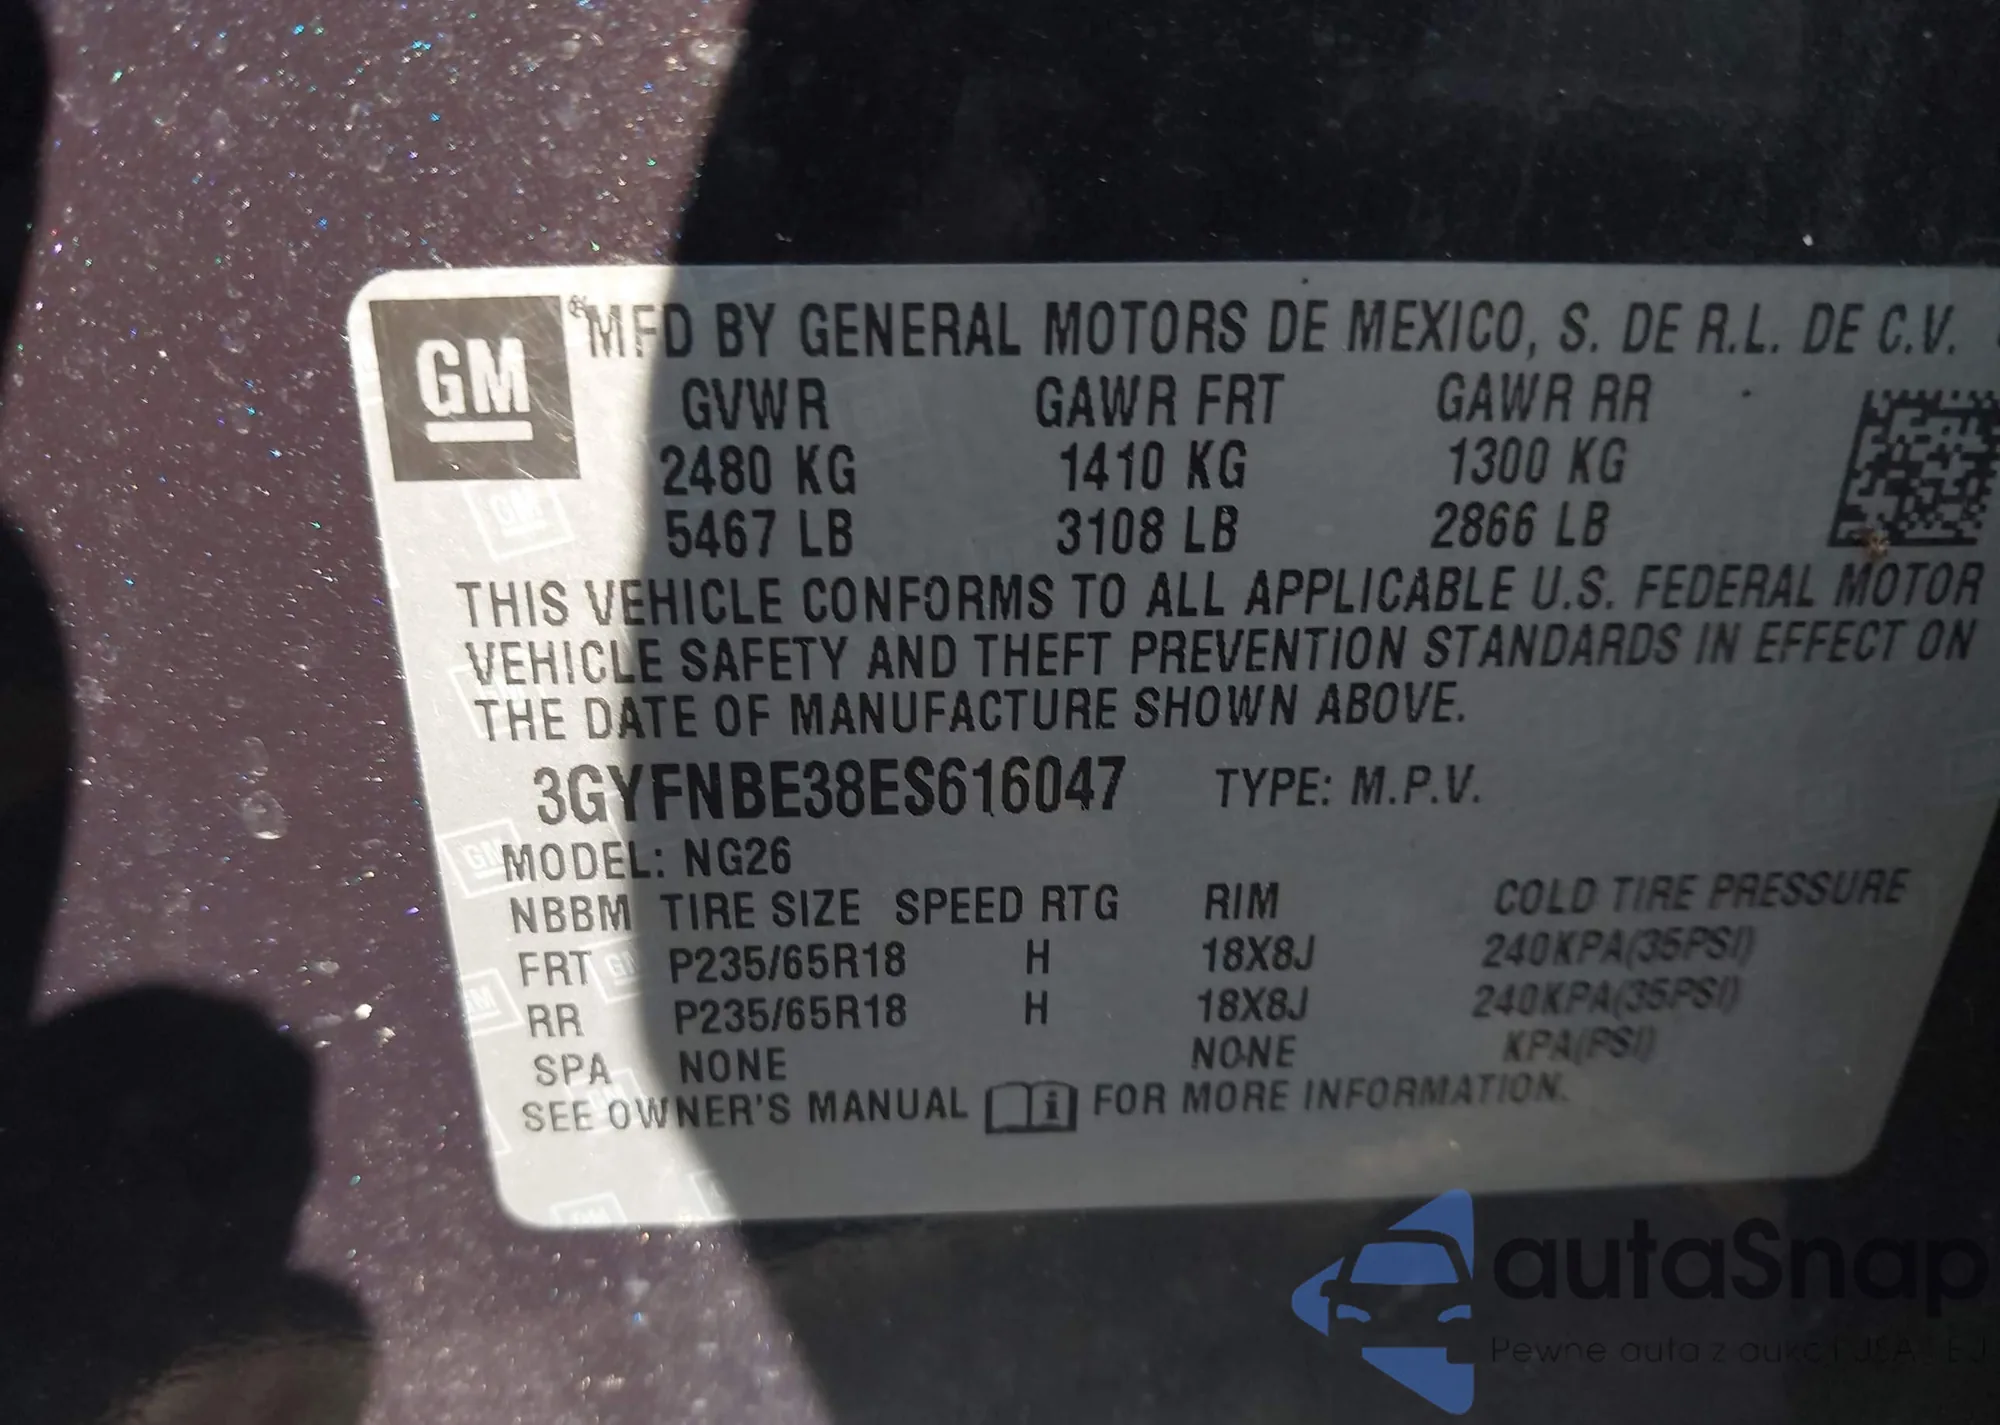 GM
MFD BY GENERAL MOTORS DE MEXICO, S. DE R.L. DE C.V.
GVWR GAWR FRT GAWR RR
2480 KG 1410 KG 1300 KG
5467 LB 3108 LB 2866 LB
THIS VEHICLE CONFORMS TO ALL APPLICABLE U.S. FEDERAL MOTOR
VEHICLE SAFETY AND THEFT PREVENTION STANDARDS IN EFFECT ON
THE DATE OF MANUFACTURE SHOWN ABOVE.
3GYFNBE38ES616047 TYPE: M.P.V.
MODEL: NG26
NBBM TIRE SIZE SPEED RTG RIM COLD TIRE PRESSURE
FRT P235/65R18 H 18X8J 240KPA(35PSI)
RR P235/65R18 H 18X8J 240KPA(35PSI)
SPA NONE NONE KPA(PSI)
SEE OWNER'S MANUAL i FOR MORE INFORMATION.
autaSnap
Pewne auta z